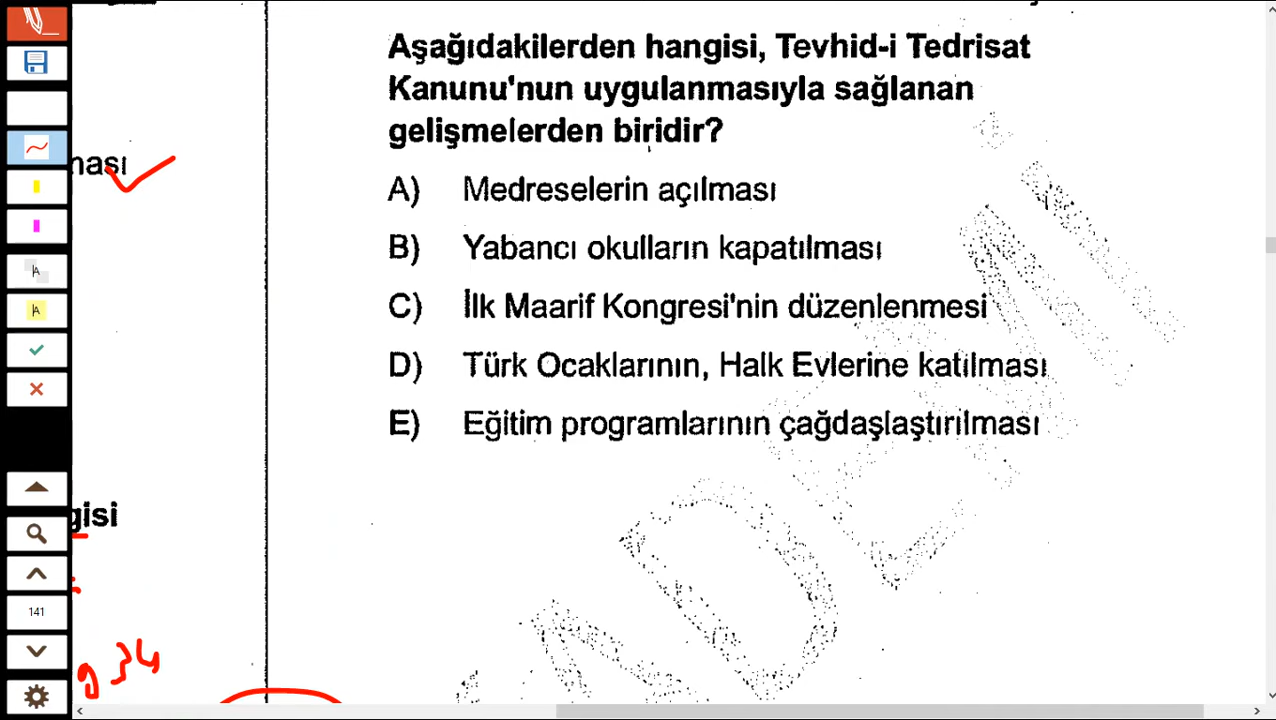 Aşağıdakilerden hangisi, Tevhid-i Tedrisat
Kanunu'nun uygulanmasıyla sağlanan
gelişmelerden biridir?
A) Medreselerin açılması
B) Yabancı okulların kapatılması
C) İlk Maarif Kongresi'nin düzenlenmesi
D) Türk Ocaklarının, Halk Evlerine katılması
E) Eğitim programlarının çağdaşlaştırılması
ması
gisi
g }4
A
A
141